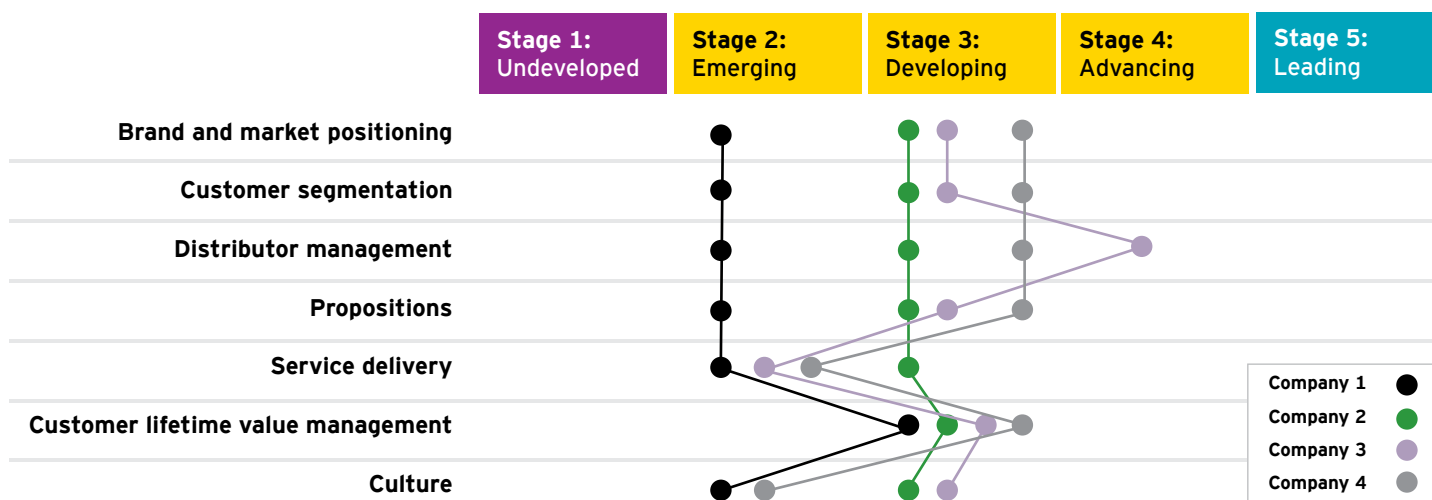 Stage 1:
Undeveloped
Stage 2:
Emerging
Stage 3:
Developing
Stage 4:
Advancing
Stage 5:
Leading
Brand and market positioning
Customer segmentation
Distributor management
Propositions
Service delivery
Customer lifetime value management
Culture
Company 1
Company 2
Company 3
Company 4